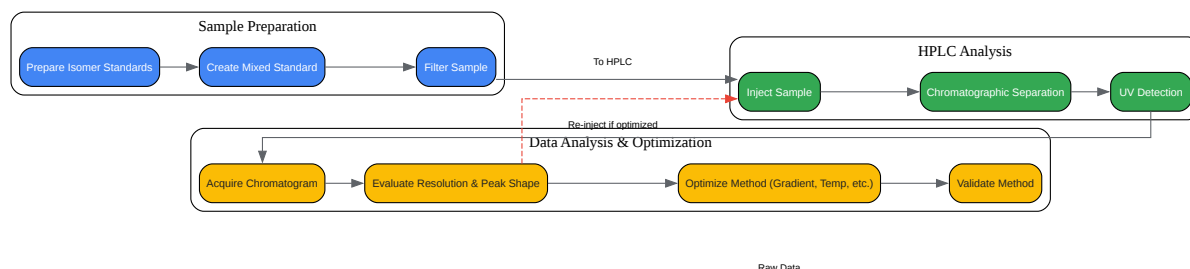 Sample Preparation
Prepare Isomer Standards
Create Mixed Standard
Filter Sample
To HPLC
HPLC Analysis
Inject Sample
Chromatographic Separation
UV Detection
Re-inject if optimized
Data Analysis & Optimization
Acquire Chromatogram
Evaluate Resolution & Peak Shape
Optimize Method (Gradient, Temp, etc.)
Validate Method
Raw Data